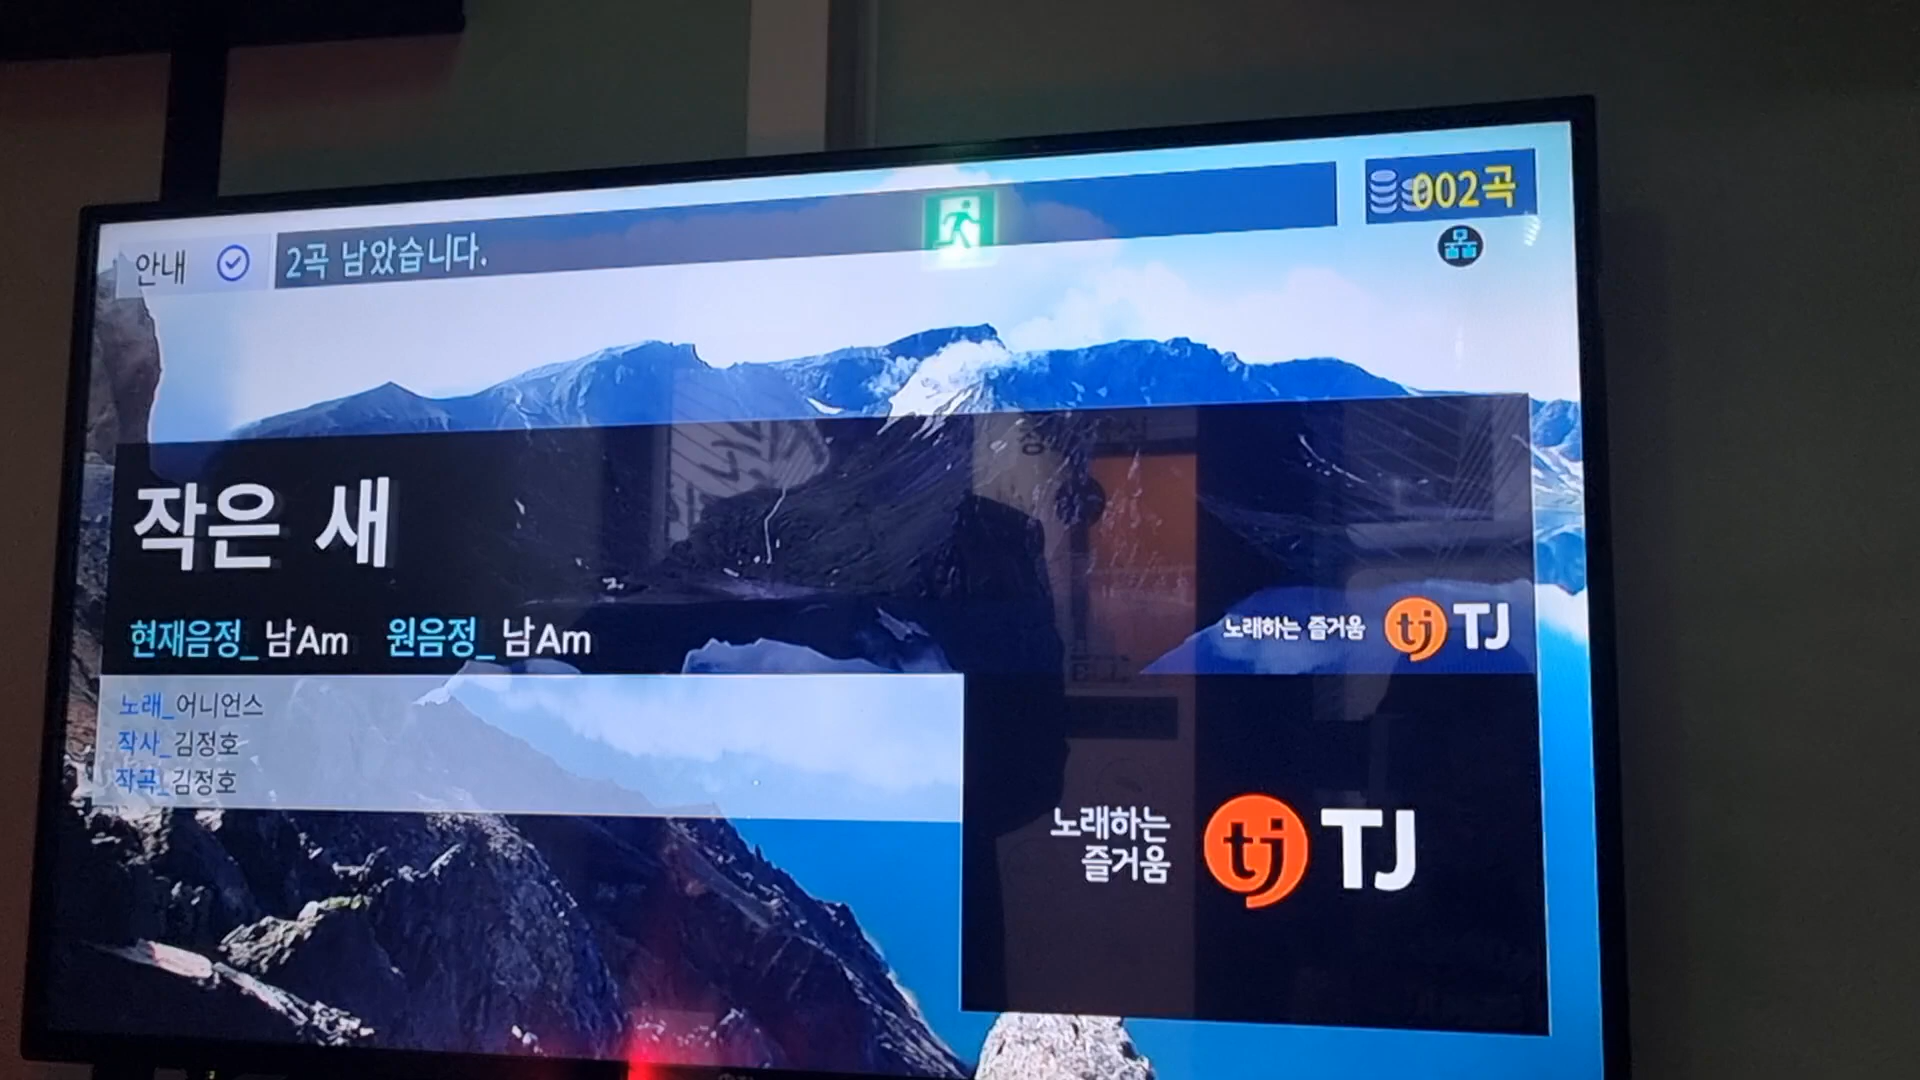 002곡
안내
2곡 남았습니다.
작은 새
현재음정_남Am 원음정_남Am
노래하는 즐거움 tj TJ
노래_어니언스
작사_김정호
작곡_김정호
노래하는
즐거움
tj TJ